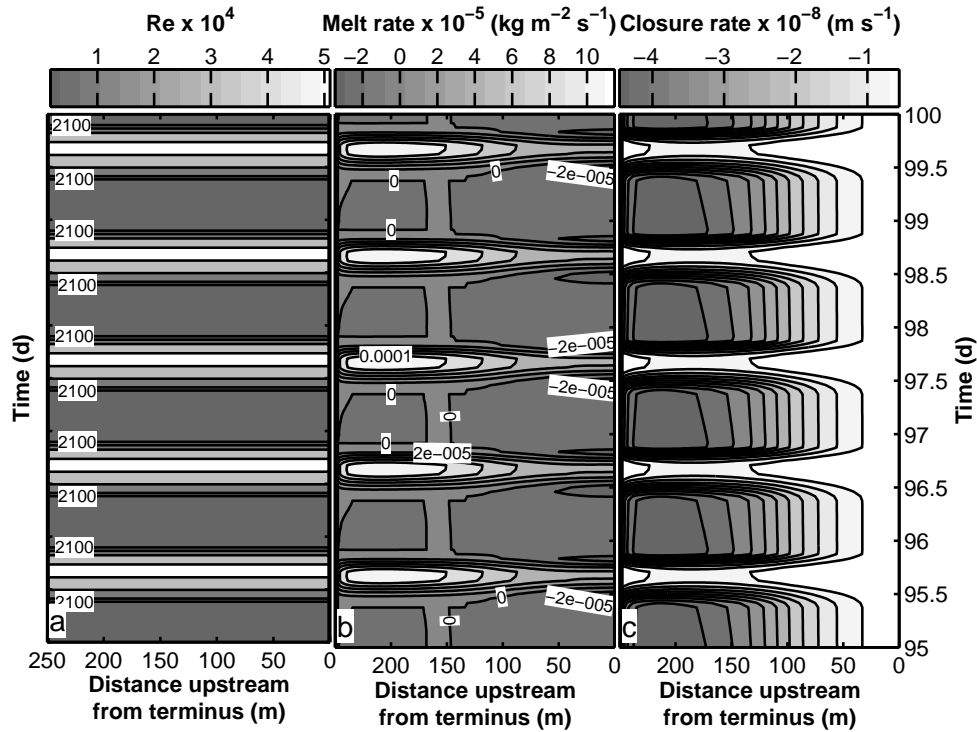 Re x 10⁴
Melt rate x 10⁻⁵ (kg m⁻² s⁻¹)
Closure rate x 10⁻⁸ (m s⁻¹)
1 2 3 4 5
−2 0 2 4 6 8 10
−4 −3 −2 −1
2100
2100
2100
2100
2100
2100
2100
2100
2100
2100
a
250 200 150 100 50 0
Distance upstream
from terminus (m)
Time (d)
0
0
−2e−005
0
0
−2e−005
0.0001
−2e−005
0
0
0
2e−005
0
−2e−005
0
b
200 150 100 50 0
Distance upstream
from terminus (m)
c
200 150 100 50 0
Distance upstream
from terminus (m)
100
99.5
99
98.5
98
97.5
97
96.5
96
95.5
95
Time (d)